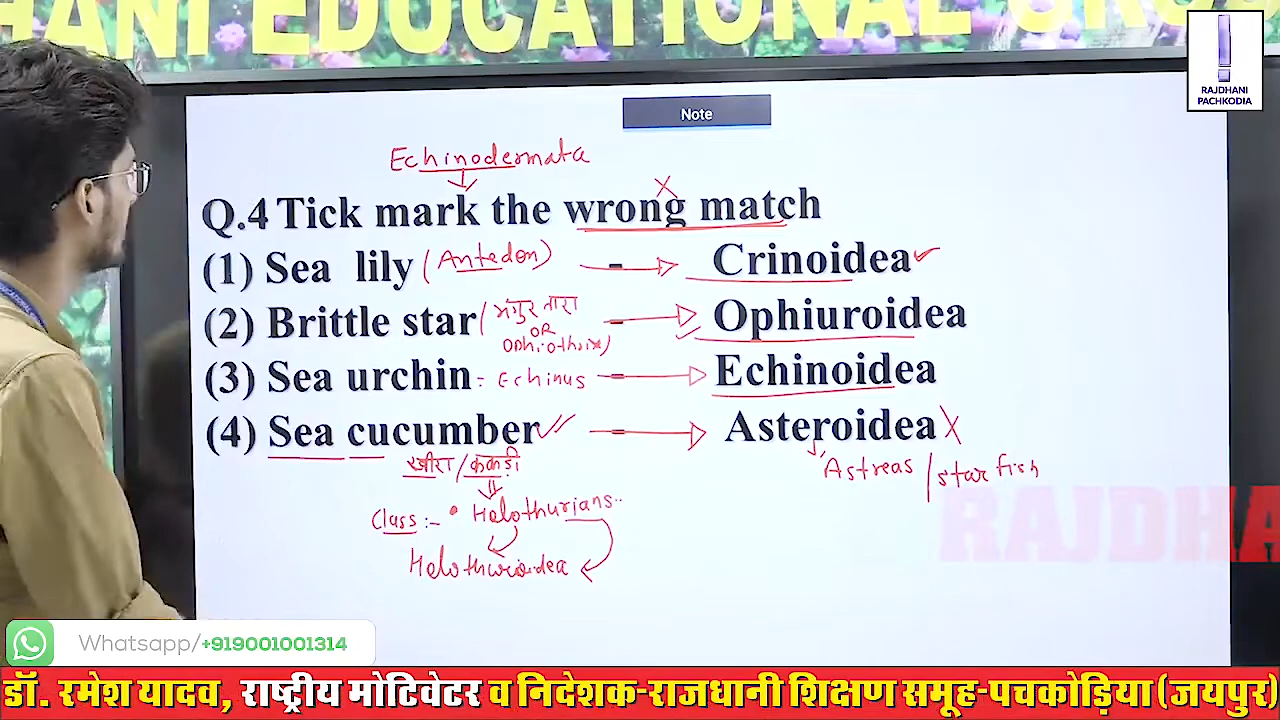 HANI EDUCATIONAL GROU
RAJDHANI
PACHKODIA
Note
Echinodermata
Q.4 Tick mark the wrong match
(1) Sea lily (Antedon) - Crinoidea
(2) Brittle star (भंगुर तारा - Ophiuroidea
OR
(3) Sea urchin = Echinus - Echinoidea
(4) Sea cucumber - Asteroidea
खीरा / ककड़ी
Astreas / star fish
Class :- Holothurians..
Holothuroidea
RAJDHA
Whatsapp/+919001001314
डॉ. रमेश यादव, राष्ट्रीय मोटिवेटर व निदेशक-राजधानी शिक्षण समूह-पचकोड़िया (जयपुर)